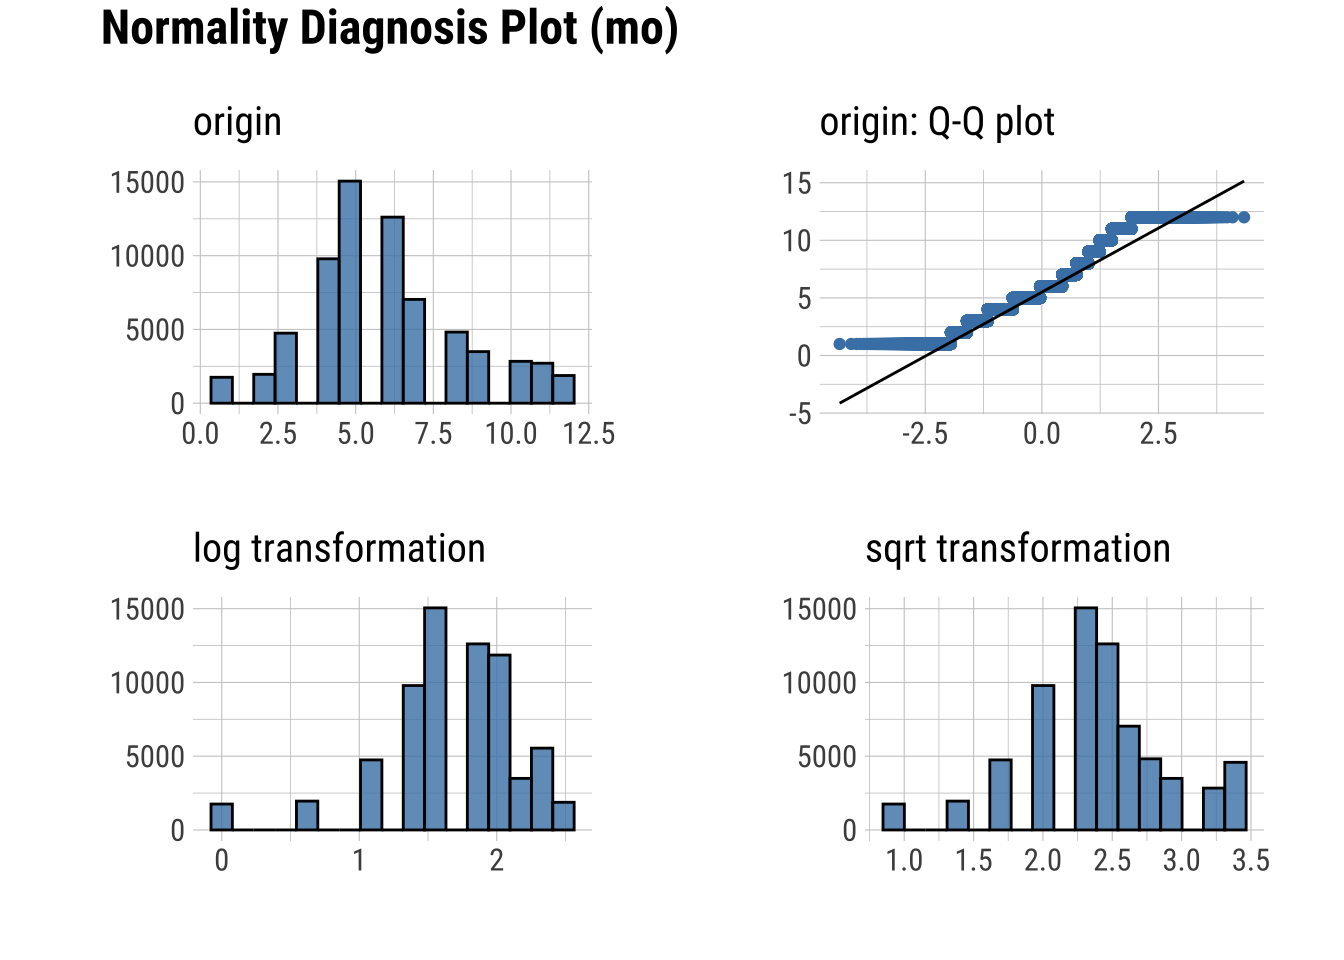 Normality Diagnosis Plot (mo)
origin
15000
10000
5000
0
0.0 2.5 5.0 7.5 10.0 12.5
origin: Q-Q plot
15
10
5
0
-5
-2.5 0.0 2.5
log transformation
15000
10000
5000
0
0 1 2
sqrt transformation
15000
10000
5000
0
1.0 1.5 2.0 2.5 3.0 3.5